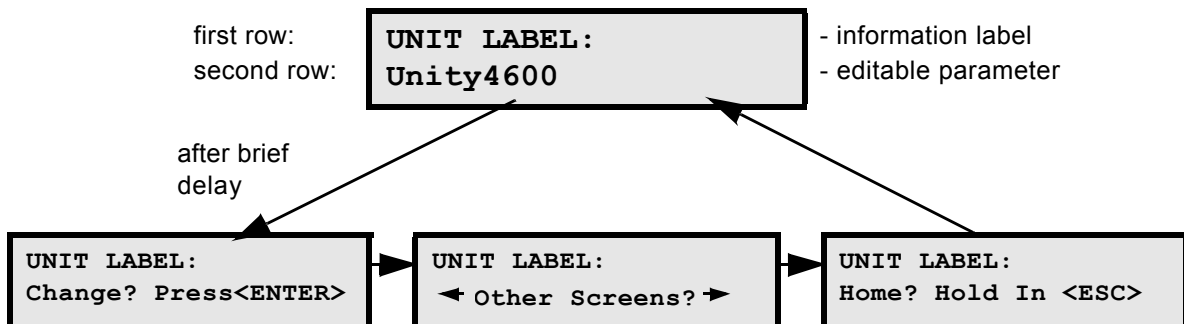 first row:
UNIT LABEL:
- information label
second row:
Unity4600
- editable parameter
after brief
delay
UNIT LABEL:
Change? Press<ENTER>
UNIT LABEL:
Other Screens?
UNIT LABEL:
Home? Hold In <ESC>